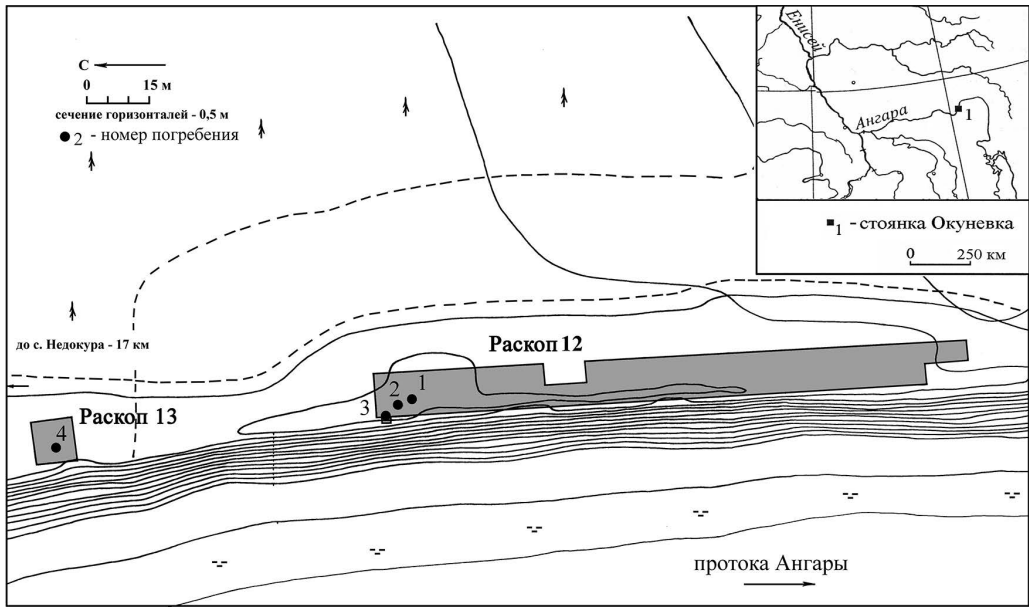 С
0 15 м
сечение горизонталей - 0,5 м
2 - номер погребения
Енисей
Ангара
1
1 - стоянка Окуневка
0 250 км
до с. Недокура - 17 км
Раскоп 12
Раскоп 13
1
2
3
4
протока Ангары